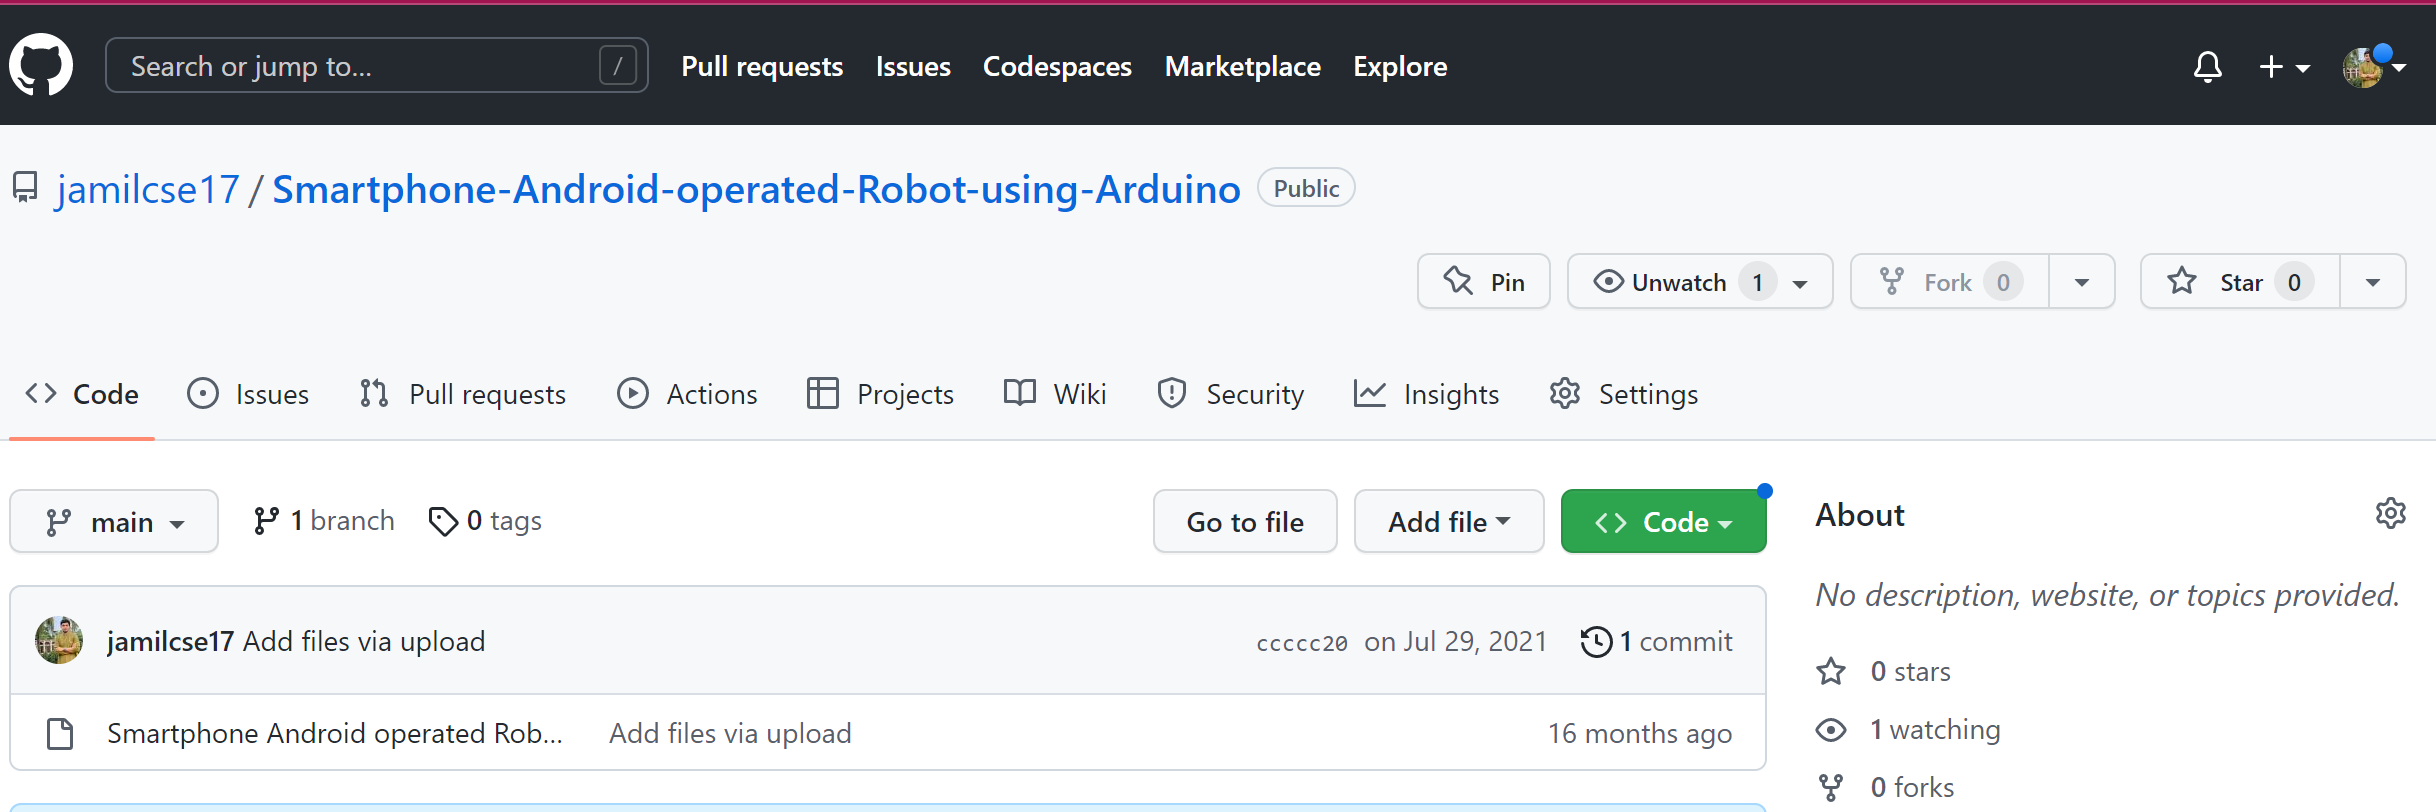 Search or jump to... / Pull requests Issues Codespaces Marketplace Explore
jamilcse17 / Smartphone-Android-operated-Robot-using-Arduino Public
Pin Unwatch 1 Fork 0 Star 0
Code Issues Pull requests Actions Projects Wiki Security Insights Settings
main 1 branch 0 tags Go to file Add file Code
About
No description, website, or topics provided.
jamilcse17 Add files via upload ccccc20 on Jul 29, 2021 1 commit
0 stars
Smartphone Android operated Rob... Add files via upload 16 months ago
1 watching
0 forks